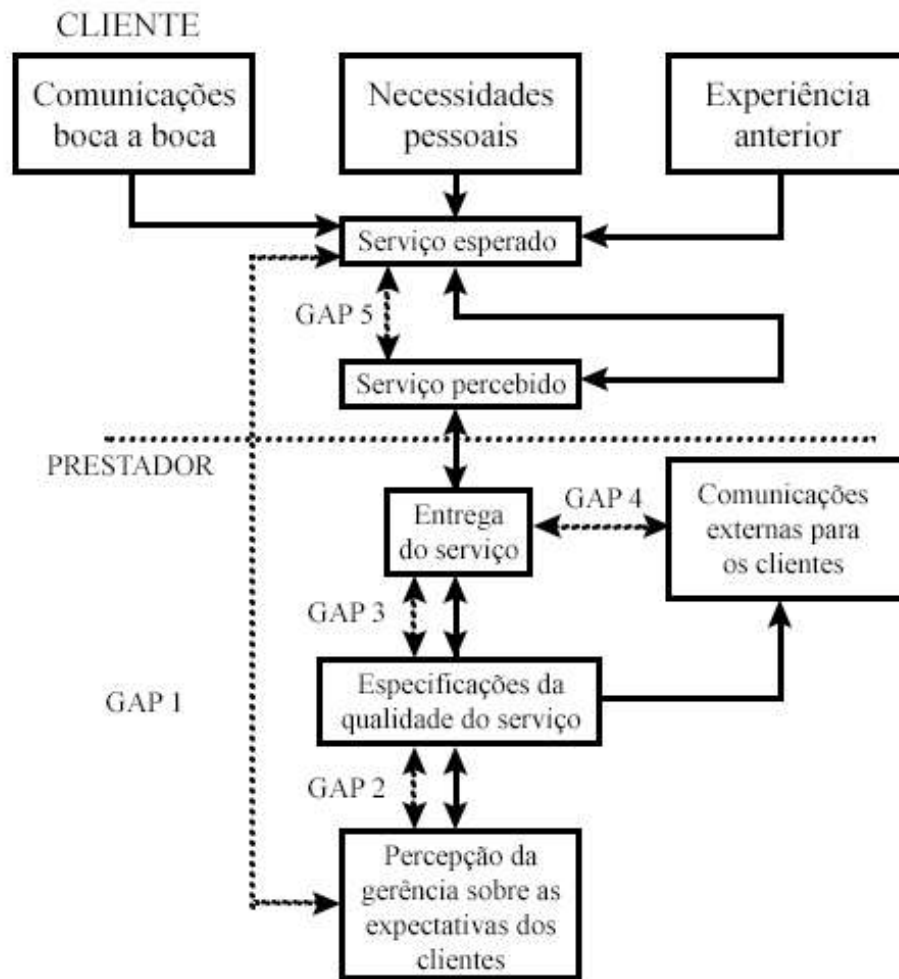 CLIENTE
Comunicações
boca a boca
Necessidades
pessoais
Experiência
anterior
Serviço esperado
GAP 5
Serviço percebido
PRESTADOR
Entrega
do serviço
GAP 4
Comunicações
externas para
os clientes
GAP 3
Especificações da
qualidade do serviço
GAP 1
GAP 2
Percepção da
gerência sobre as
expectativas dos
clientes